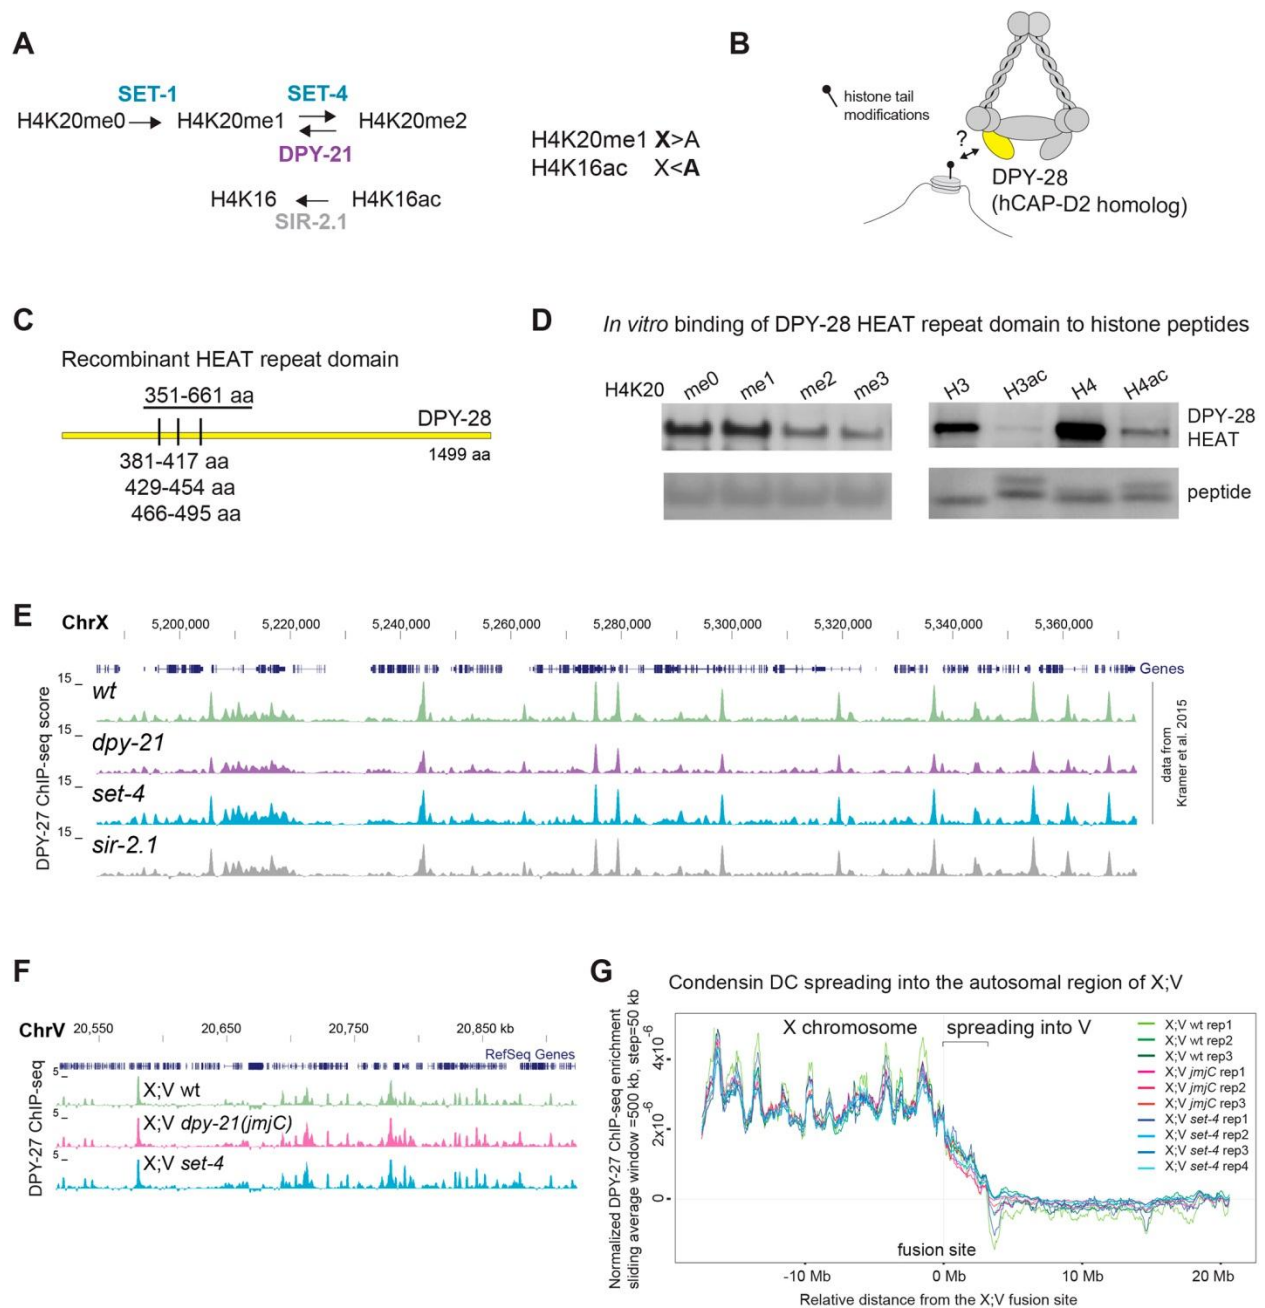 A
SET-1
SET-4
H4K20me0
H4K20me1
H4K20me2
DPY-21
H4K16
H4K16ac
SIR-2.1
H4K20me1 X>A
H4K16ac X<A
B
histone tail
modifications
?
DPY-28
(hCAP-D2 homolog)
C
Recombinant HEAT repeat domain
351-661 aa
DPY-28
1499 aa
381-417 aa
429-454 aa
466-495 aa
D
In vitro binding of DPY-28 HEAT repeat domain to histone peptides
H4K20 me0 me1 me2 me3
H3 H3ac H4 H4ac
DPY-28
HEAT
peptide
E
ChrX 5,200,000 5,220,000 5,240,000 5,260,000 5,280,000 5,300,000 5,320,000 5,340,000 5,360,000
Genes
DPY-27 ChIP-seq score
15
wt
15
dpy-21
15
set-4
15
sir-2.1
data from
Kramer et al. 2015
F
ChrV 20,550 20,650 20,750 20,850 kb
RefSeq Genes
DPY-27 ChIP-seq
5
X;V wt
5
X;V dpy-21(jmjC)
5
X;V set-4
G
Condensin DC spreading into the autosomal region of X;V
Normalized DPY-27 ChIP-seq enrichment
sliding average window =500 kb, step=50 kb
4x10-6
2x10-6
0
X chromosome
spreading into V
X;V wt rep1
X;V wt rep2
X;V wt rep3
X;V jmjC rep1
X;V jmjC rep2
X;V jmjC rep3
X;V set-4 rep1
X;V set-4 rep2
X;V set-4 rep3
X;V set-4 rep4
fusion site
-10 Mb 0 Mb 10 Mb 20 Mb
Relative distance from the X;V fusion site